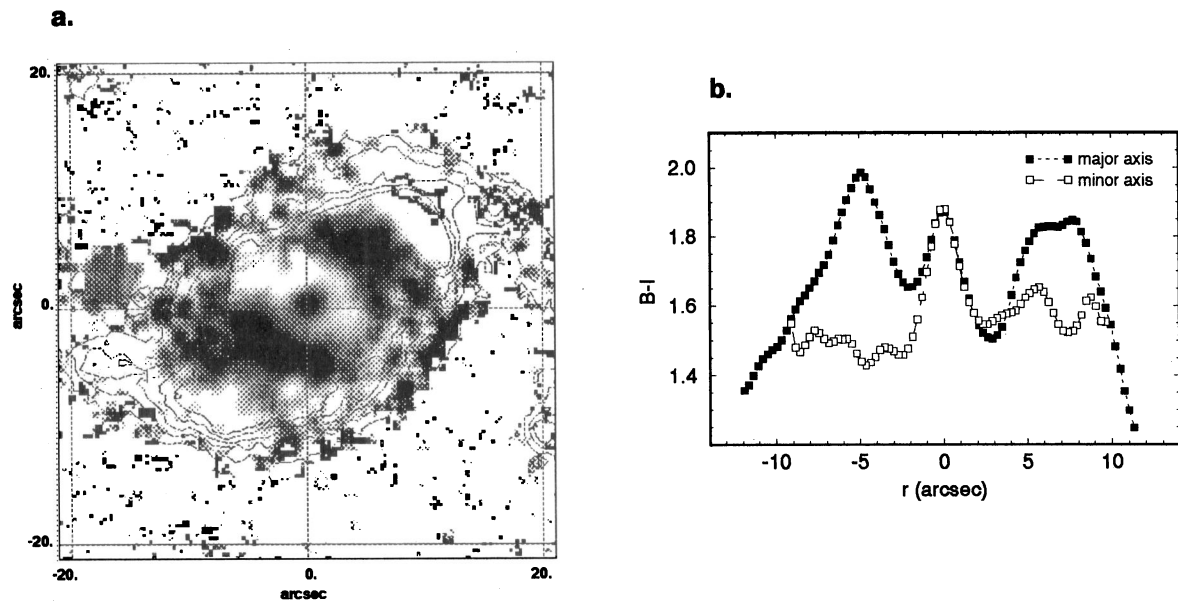 a.
20.
0.
-20.
arcsec
-20.
0.
20.
arcsec
b.
2.0
1.8
1.6
1.4
B-I
major axis
minor axis
-10
-5
0
5
10
r (arcsec)